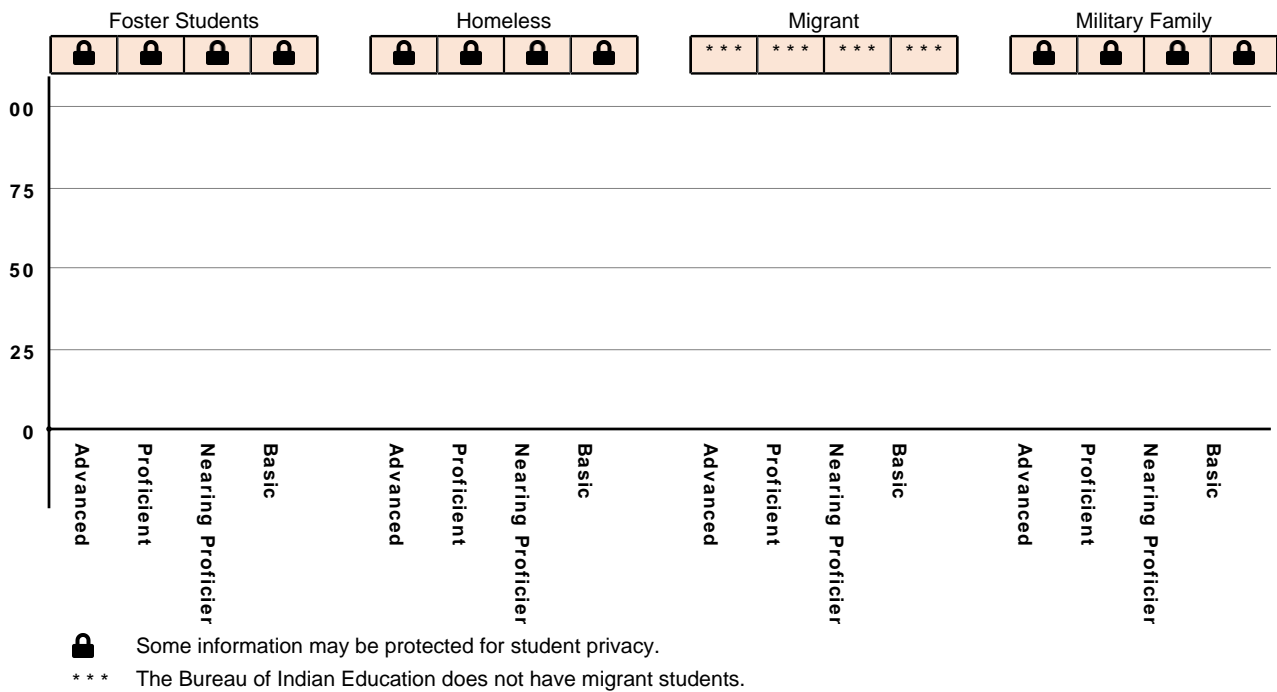 Foster Students Homeless Migrant Military Family
* * * * * * * * * * * *
00
75
50
25
0
Advanced Proficient Nearing Proficier Basic Advanced Proficient Nearing Proficier Basic Advanced Proficient Nearing Proficier Basic Advanced Proficient Nearing Proficier Basic
Some information may be protected for student privacy.
* * * The Bureau of Indian Education does not have migrant students.